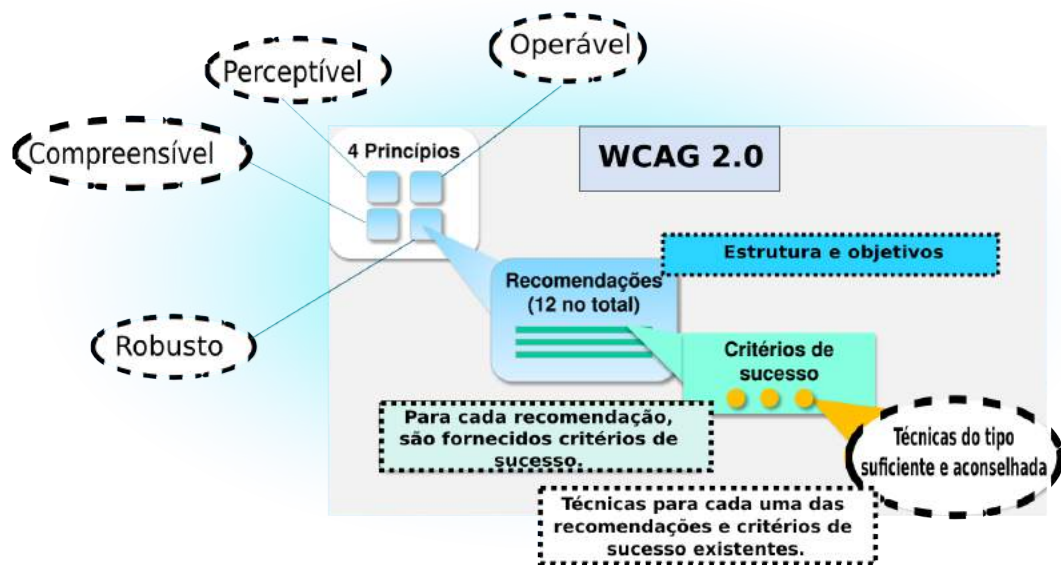 Operável
Perceptível
Compreensível
4 Princípios
WCAG 2.0
Estrutura e objetivos
Recomendações
(12 no total)
Robusto
Critérios de
sucesso
Para cada recomendação,
são fornecidos critérios de
sucesso.
Técnicas do tipo
suficiente e aconselhada
Técnicas para cada uma das
recomendações e critérios de
sucesso existentes.